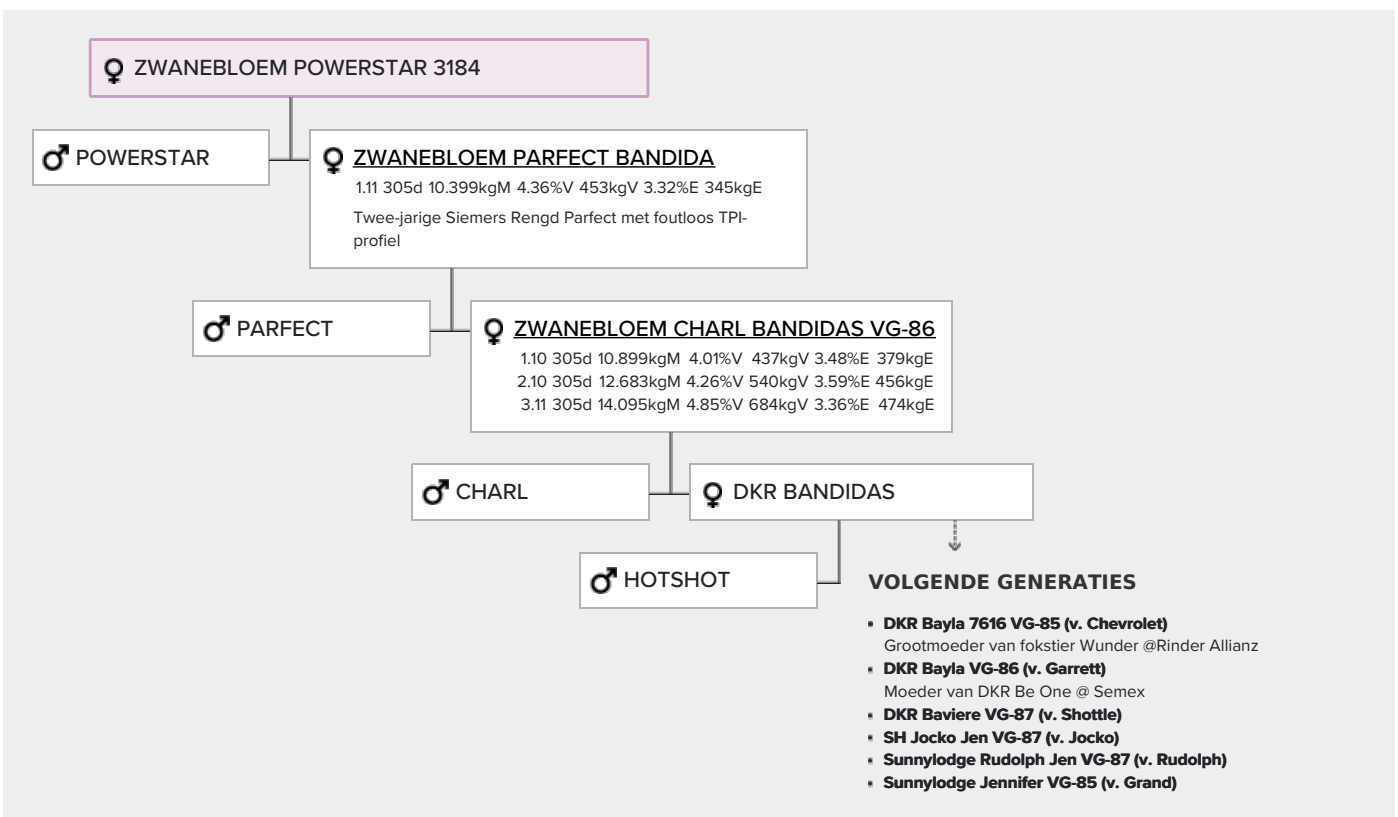 ZWANEBLOEM POWERSTAR 3184
POWERSTAR
ZWANEBLOEM PARFECT BANDIDA
1.11 305d 10.399kgM 4.36%V 453kgV 3.32%E 345kgE
Twee-jarige Siemers Rengd Parfect met foutloos TPI-
profiel
PARFECT
ZWANEBLOEM CHARL BANDIDAS VG-86
1.10 305d 10.899kgM 4.01%V 437kgV 3.48%E 379kgE
2.10 305d 12.683kgM 4.26%V 540kgV 3.59%E 456kgE
3.11 305d 14.095kgM 4.85%V 684kgV 3.36%E 474kgE
CHARL
DKR BANDIDAS
HOTSHOT
VOLGENDE GENERATIES
DKR Bayla 7616 VG-85 (v. Chevrolet)
Grootmoeder van fokstier Wunder @Rinder Allianz
DKR Bayla VG-86 (v. Garrett)
Moeder van DKR Be One @ Semex
DKR Baviere VG-87 (v. Shottle)
SH Jocko Jen VG-87 (v. Jocko)
Sunnylodge Rudolph Jen VG-87 (v. Rudolph)
Sunnylodge Jennifer VG-85 (v. Grand)